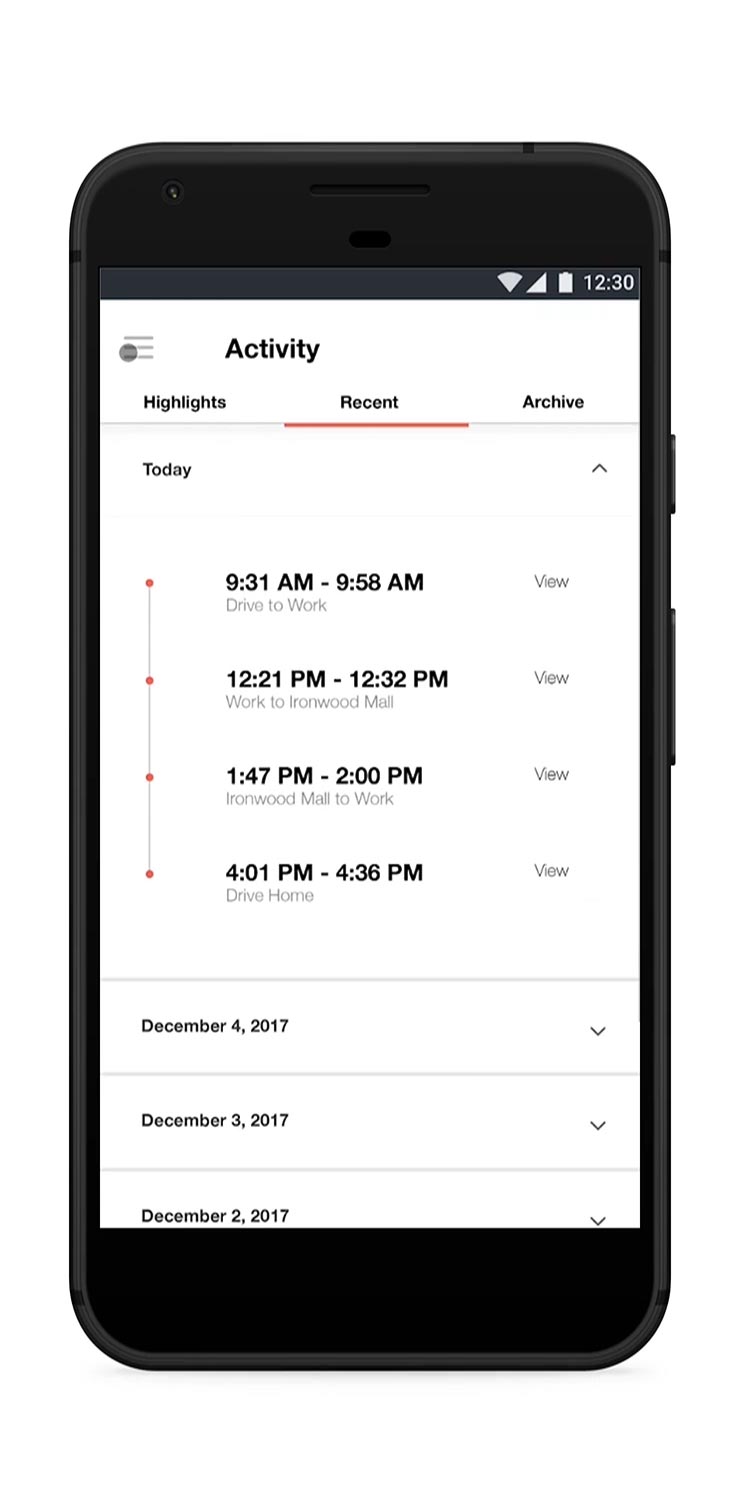 12:30
Activity
Highlights Recent Archive
Today
9:31 AM - 9:58 AM View
Drive to Work
12:21 PM - 12:32 PM View
Work to Ironwood Mall
1:47 PM - 2:00 PM View
Ironwood Mall to Work
4:01 PM - 4:36 PM View
Drive Home
December 4, 2017
December 3, 2017
December 2, 2017